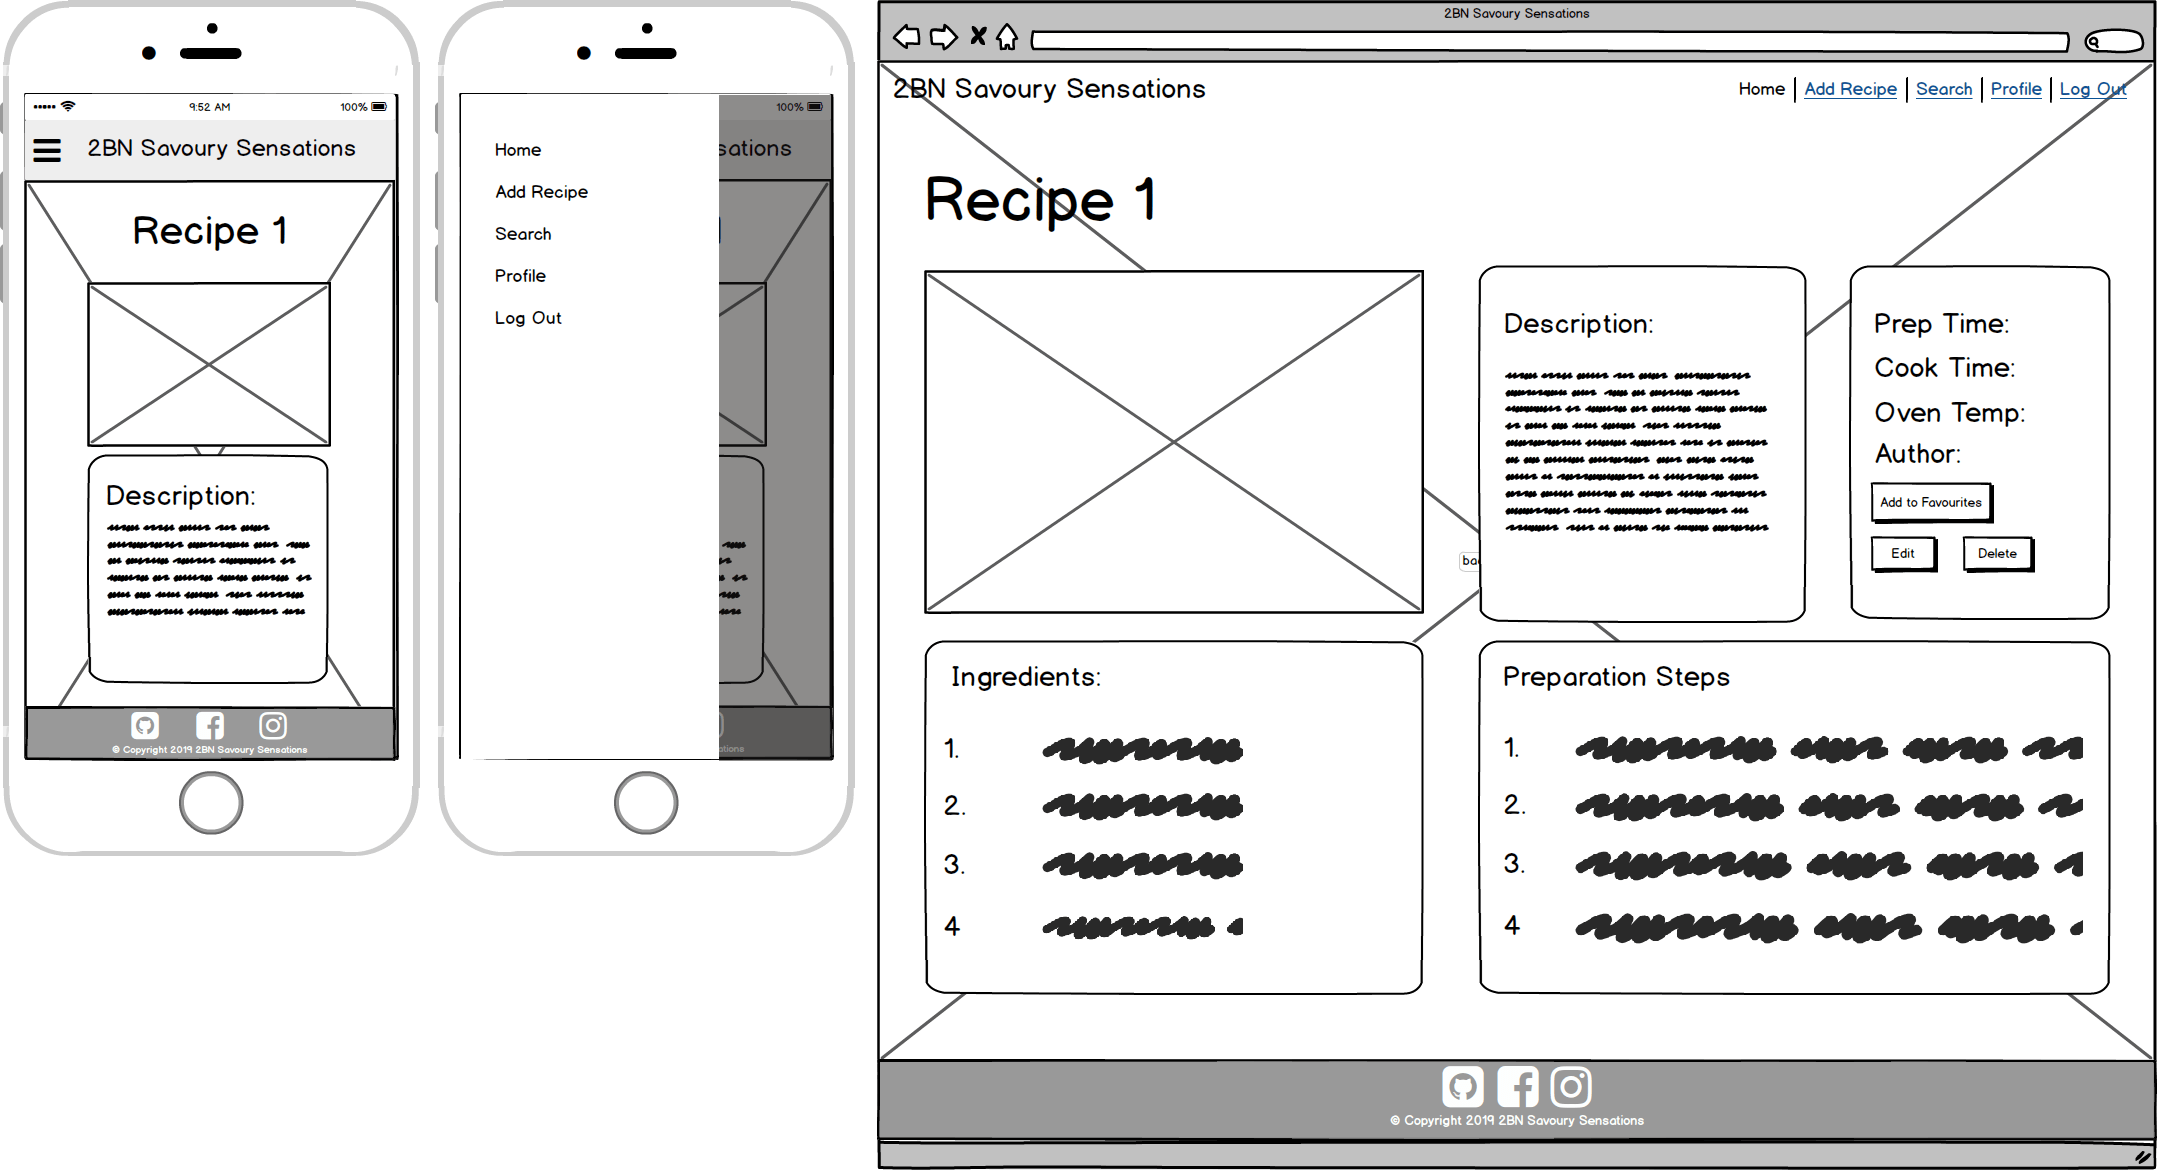 9:52 AM
100%
2BN Savoury Sensations
Recipe 1
Description:
© Copyright 2019 2BN Savoury Sensations
100%
sations
Home
Add Recipe
Search
Profile
Log Out
sations
2BN Savoury Sensations
2BN Savoury Sensations
Home Add Recipe Search Profile Log Out
Recipe 1
Description:
Prep Time:
Cook Time:
Oven Temp:
Author:
Add to Favourites
Edit Delete
Ingredients:
1.
2.
3.
4
Preparation Steps
1.
2.
3.
4
© Copyright 2019 2BN Savoury Sensations